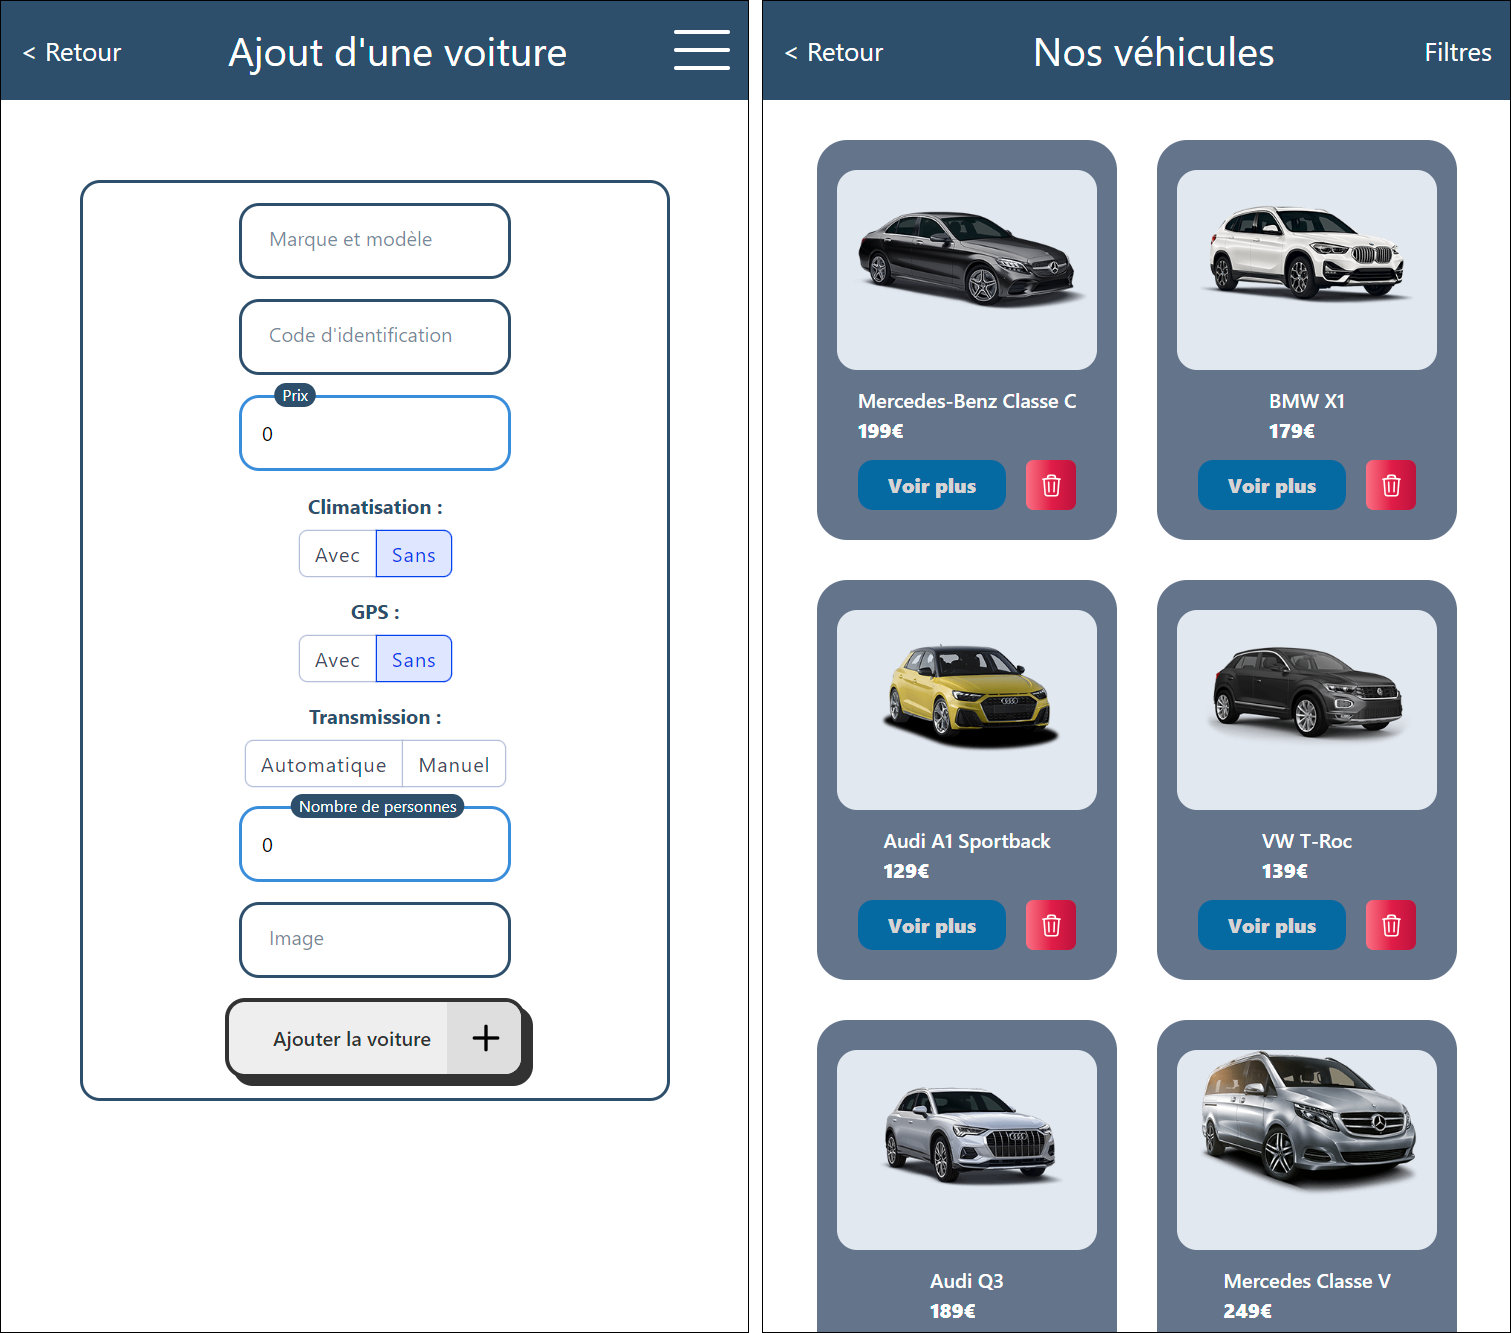 < Retour
Ajout d'une voiture
Marque et modèle
Code d'identification
Prix
0
Climatisation :
Avec Sans
GPS :
Avec Sans
Transmission :
Automatique Manuel
Nombre de personnes
0
Image
Ajouter la voiture +
< Retour
Nos véhicules
Filtres
Mercedes-Benz Classe C
199€
Voir plus
BMW X1
179€
Voir plus
Audi A1 Sportback
129€
Voir plus
VW T-Roc
139€
Voir plus
Audi Q3
189€
Mercedes Classe V
249€